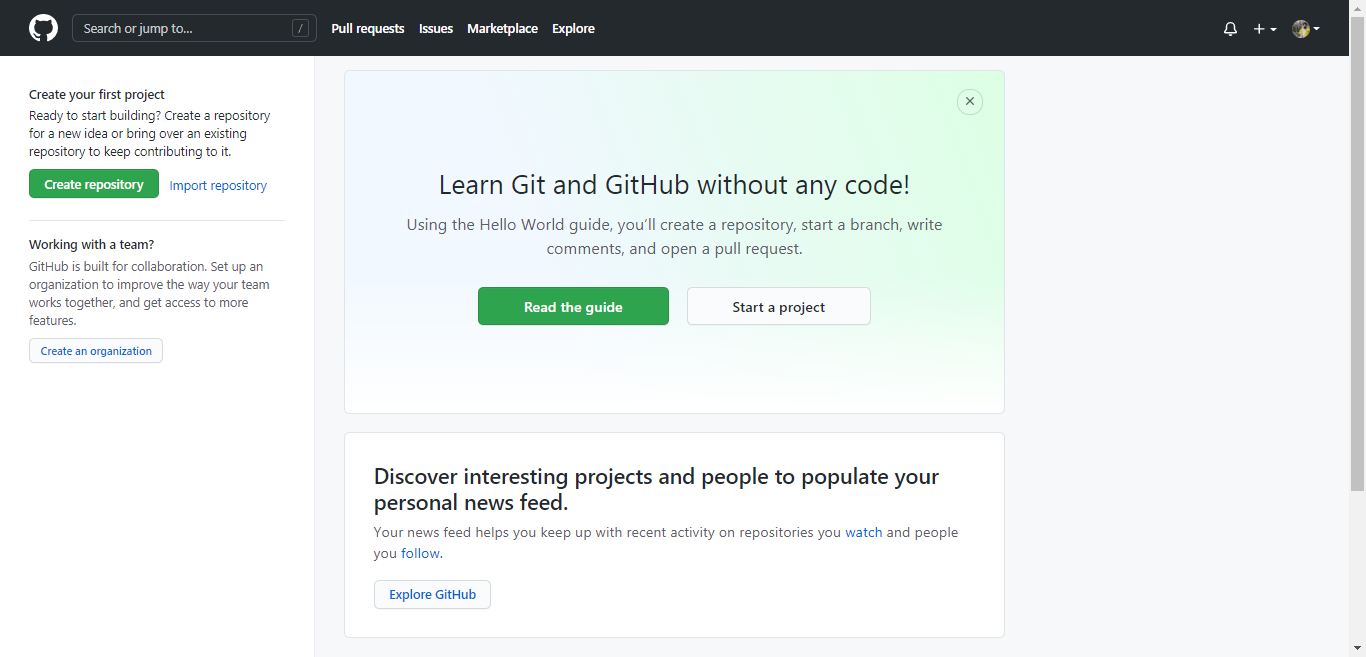 Search or jump to...
/
Pull requests
Issues
Marketplace
Explore
Create your first project
Ready to start building? Create a repository
for a new idea or bring over an existing
repository to keep contributing to it.
Create repository
Import repository
Working with a team?
GitHub is built for collaboration. Set up an
organization to improve the way your team
works together, and get access to more
features.
Create an organization
Learn Git and GitHub without any code!
Using the Hello World guide, you’ll create a repository, start a branch, write
comments, and open a pull request.
Read the guide
Start a project
Discover interesting projects and people to populate your
personal news feed.
Your news feed helps you keep up with recent activity on repositories you watch and people
you follow.
Explore GitHub